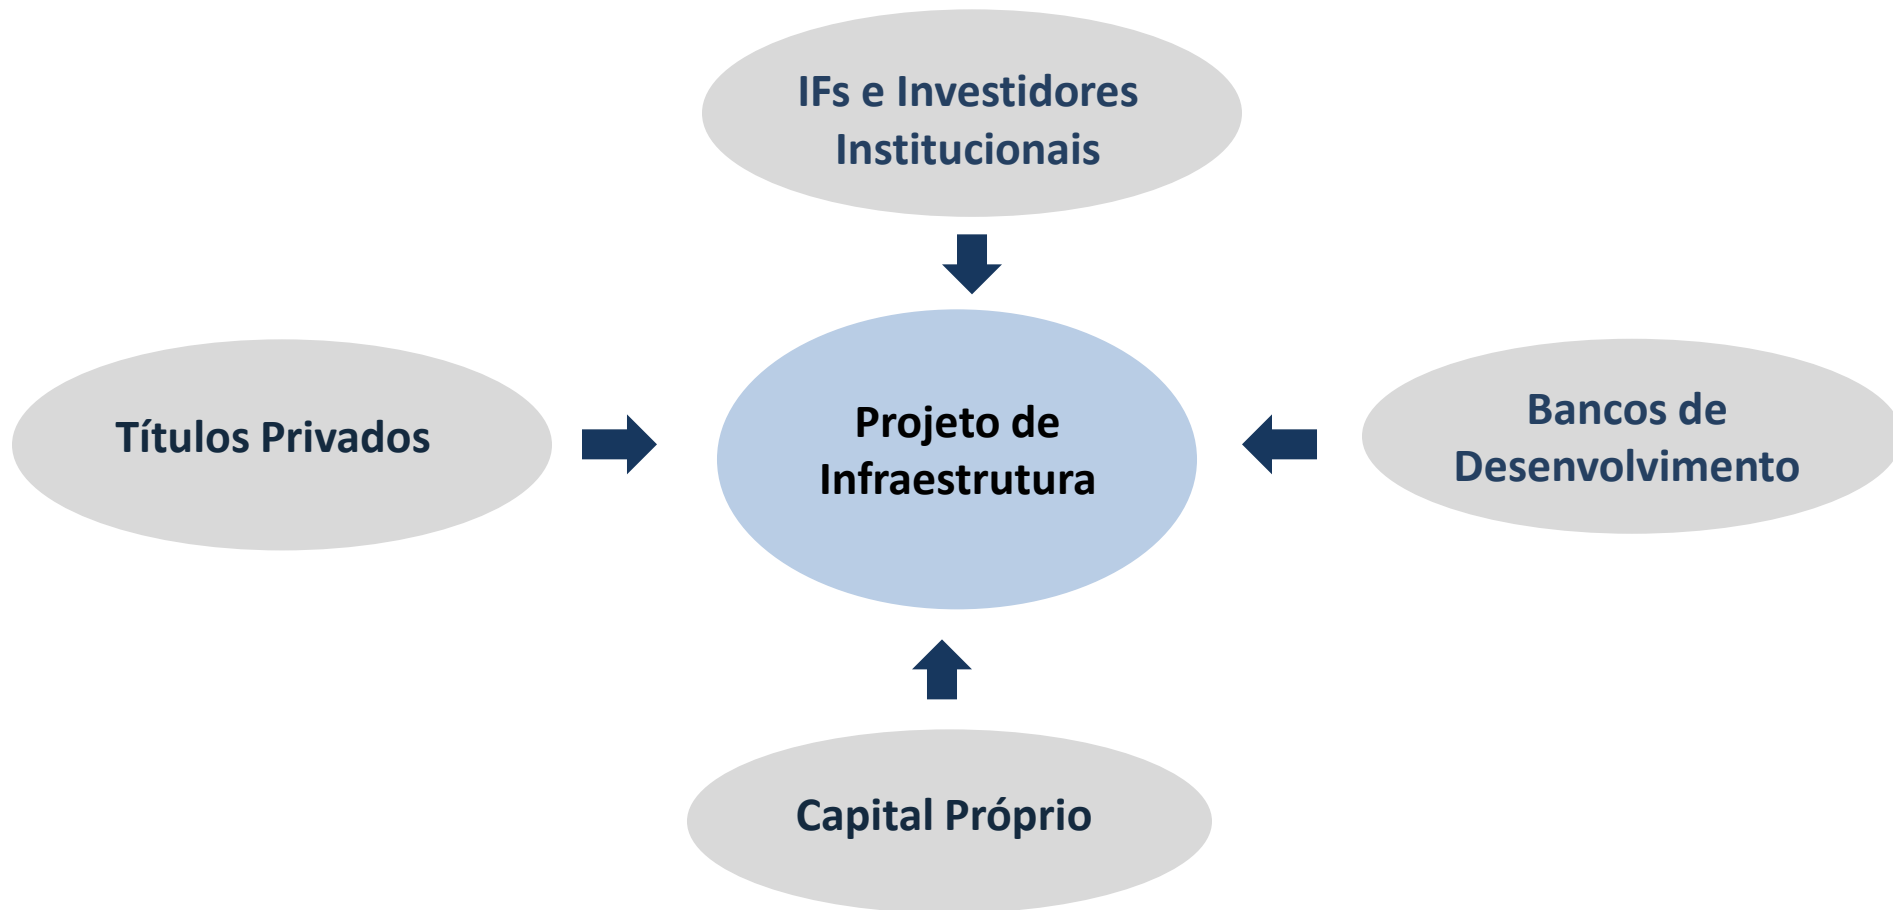 IFs e Investidores
Institucionais
Títulos Privados
Projeto de
Infraestrutura
Bancos de
Desenvolvimento
Capital Próprio